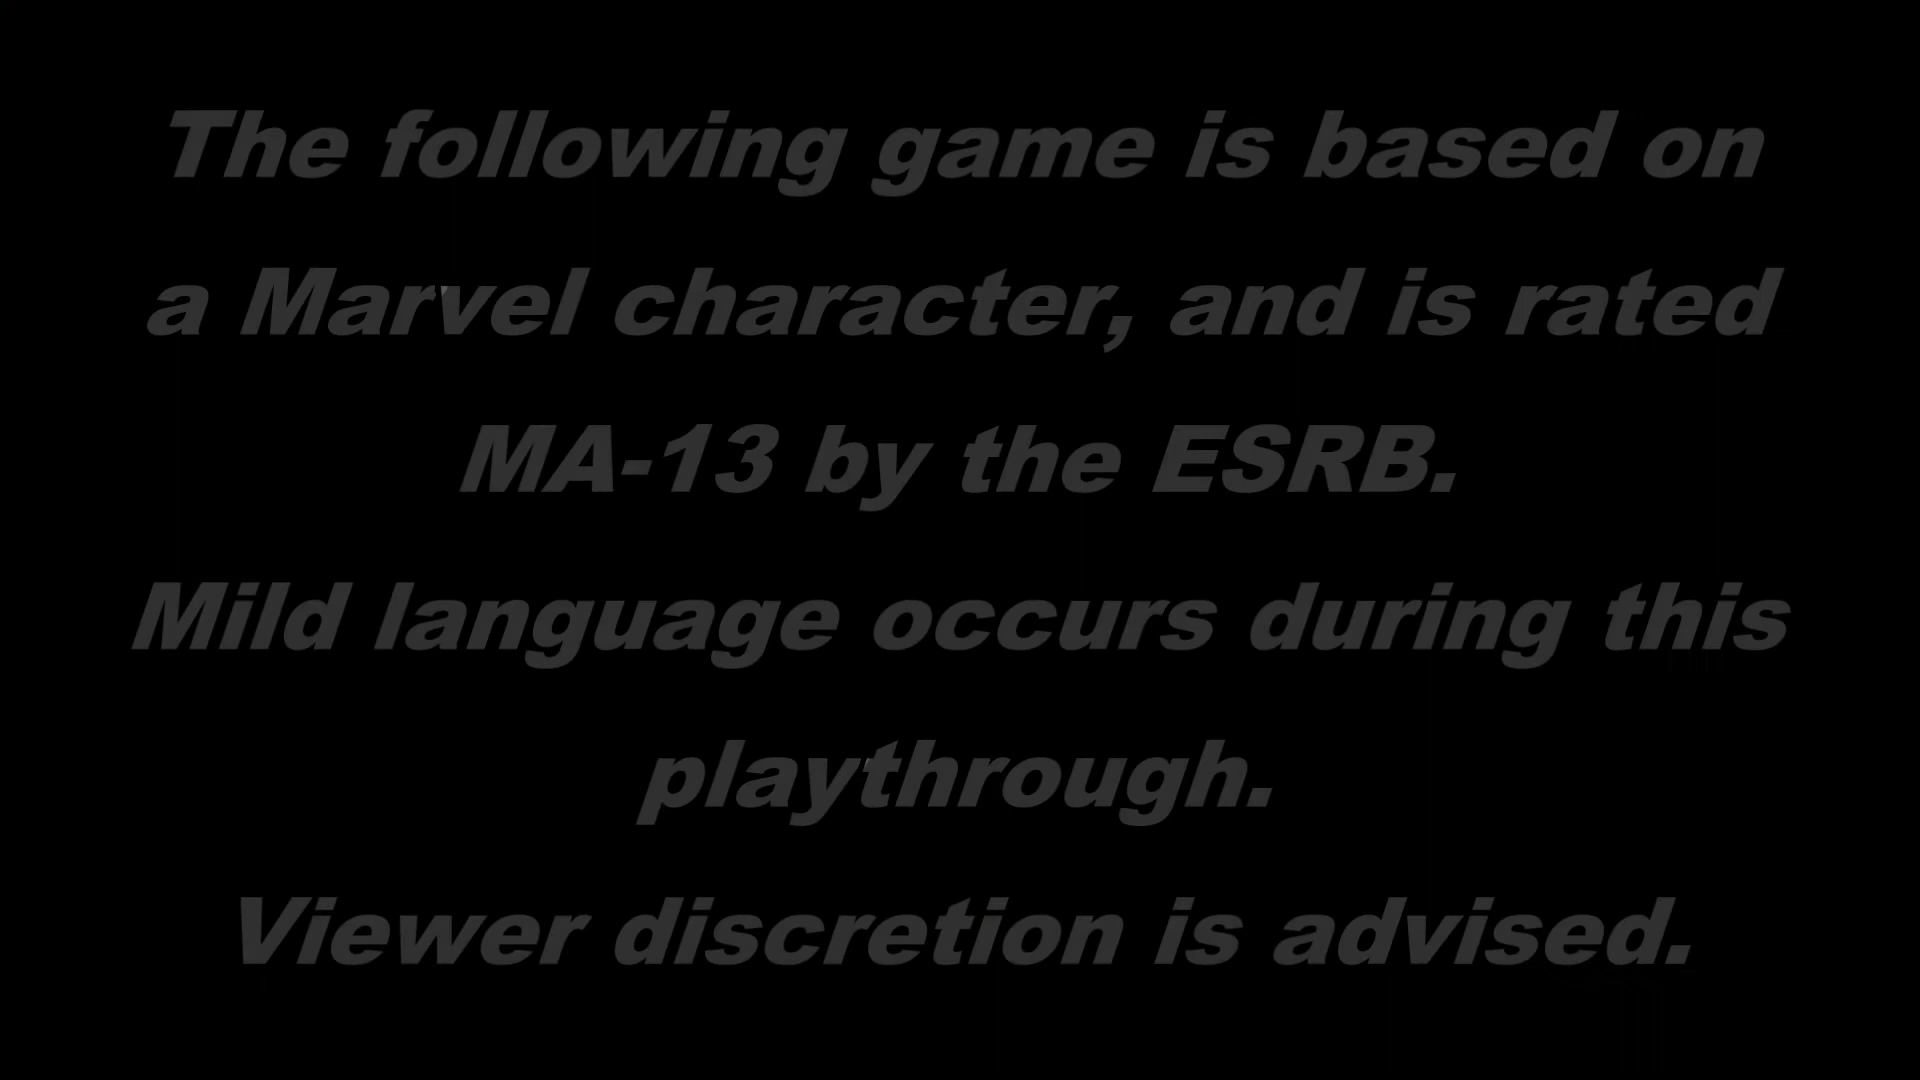 The following game is based on
a Marvel character, and is rated
MA-13 by the ESRB.
Mild language occurs during this
playthrough.
Viewer discretion is advised.